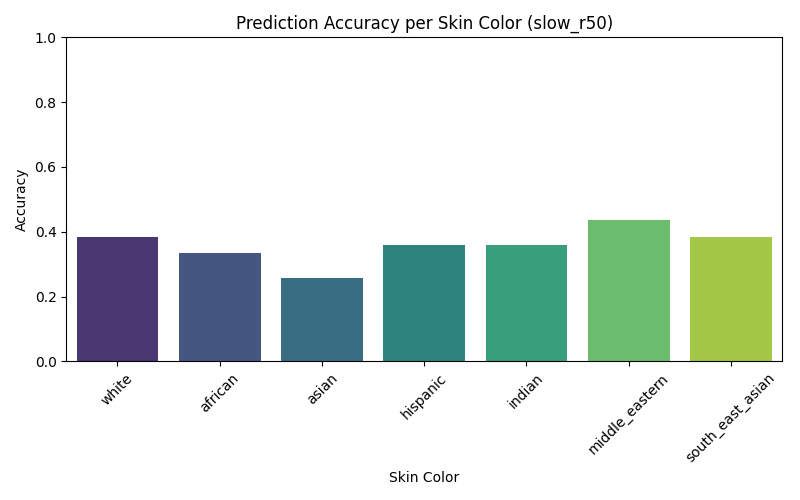 Prediction Accuracy per Skin Color (slow_r50)
1.0
0.8
0.6
0.4
0.2
0.0
Accuracy
white
african
asian
hispanic
indian
middle_eastern
south_east_asian
Skin Color